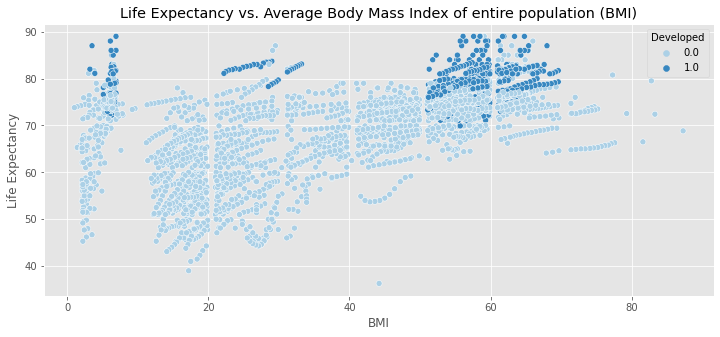 Life Expectancy vs. Average Body Mass Index of entire population (BMI)
Developed
0.0
1.0
90
80
70
60
50
40
Life Expectancy
0 20 40 60 80
BMI